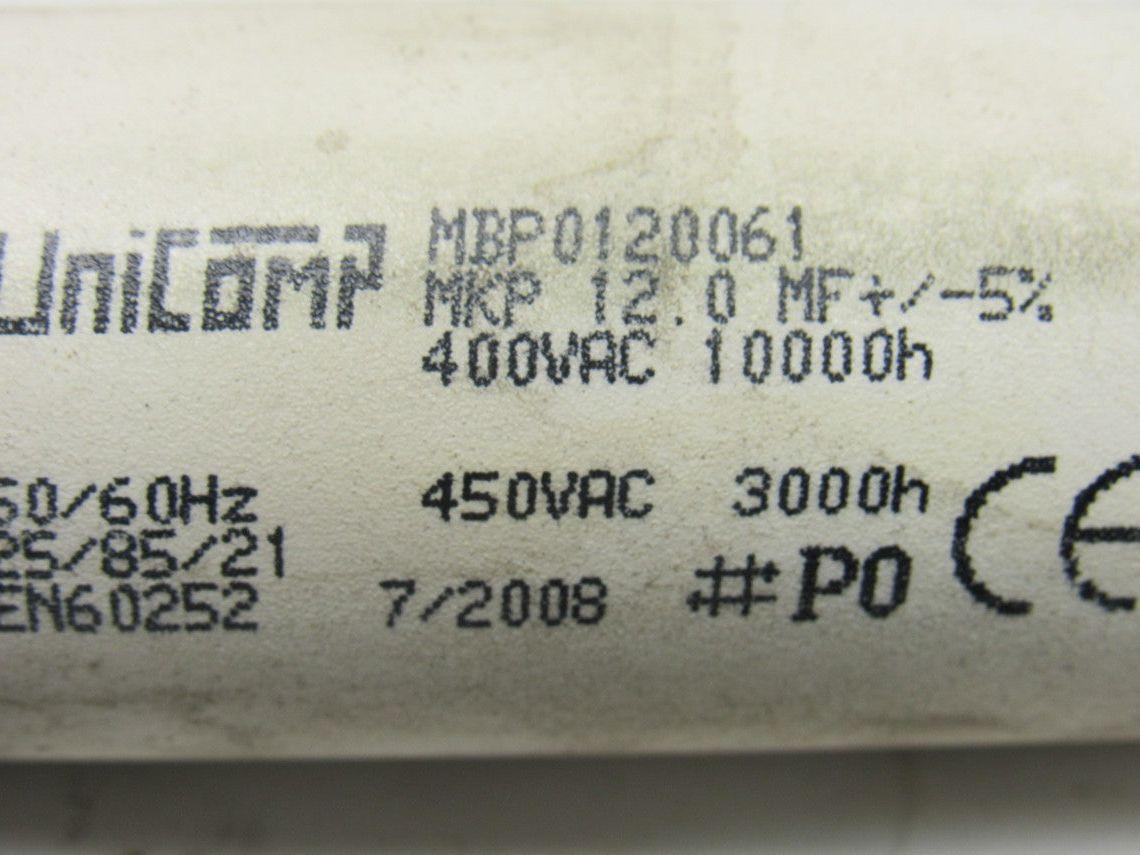 UniComp
MBP0120061
MKP 12.0 MF+/-5%
400VAC 10000h
50/60Hz 450VAC 3000h
25/85/21
EN60252 7/2008 #P0 CE